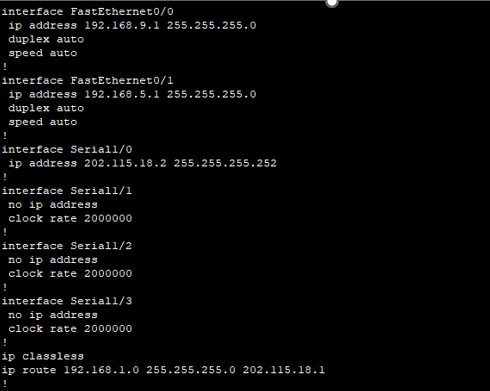 interface FastEthernet0/0
 ip address 192.168.9.1 255.255.255.0
 duplex auto
 speed auto
!
interface FastEthernet0/1
 ip address 192.168.5.1 255.255.255.0
 duplex auto
 speed auto
!
interface Serial1/0
 ip address 202.115.18.2 255.255.255.252
!
interface Serial1/1
 no ip address
 clock rate 2000000
!
interface Serial1/2
 no ip address
 clock rate 2000000
!
interface Serial1/3
 no ip address
 clock rate 2000000
!
ip classless
ip route 192.168.1.0 255.255.255.0 202.115.18.1
!